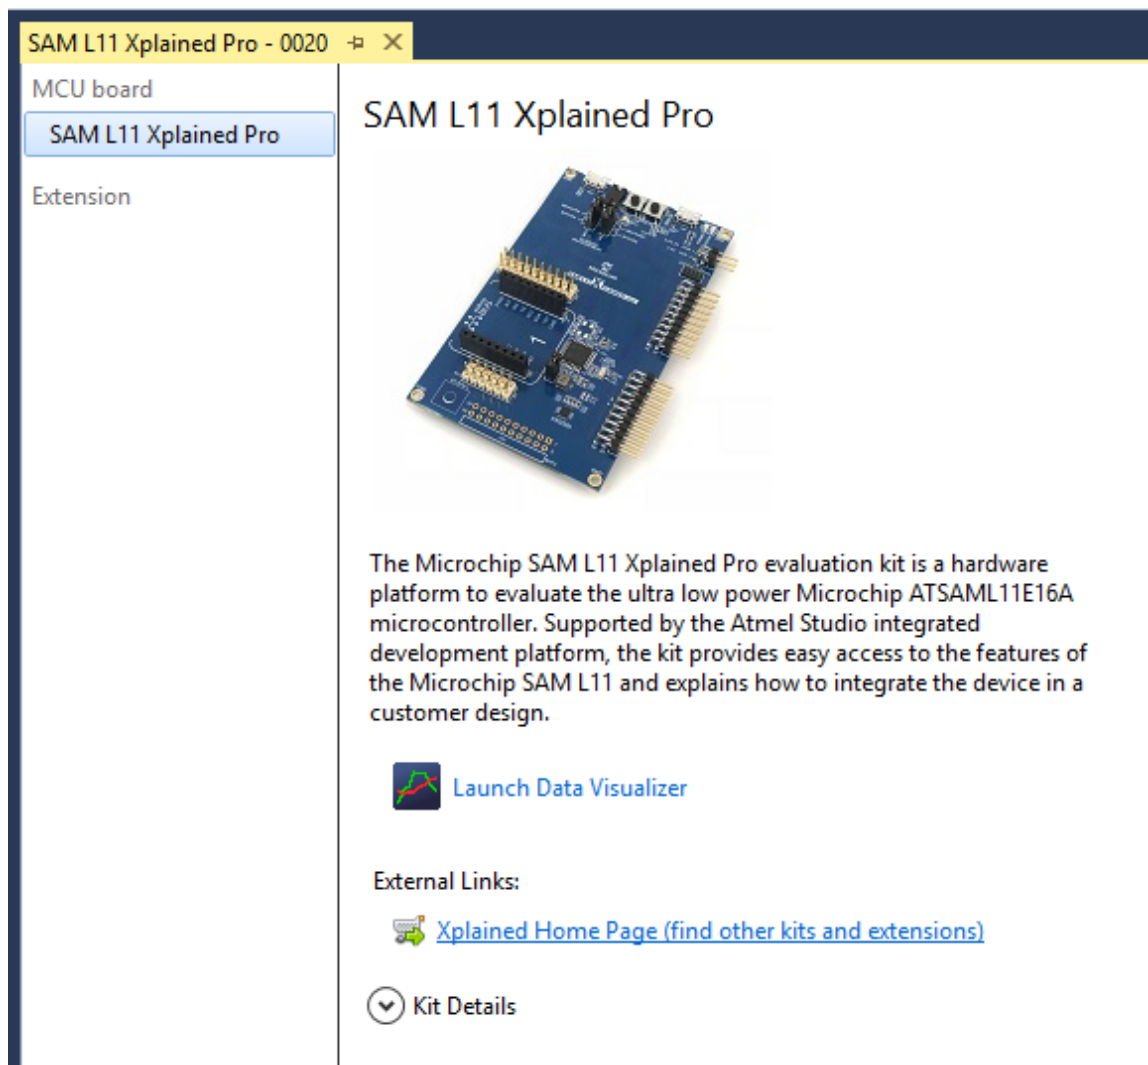 SAM L11 Xplained Pro - 0020
MCU board
SAM L11 Xplained Pro
Extension
SAM L11 Xplained Pro
The Microchip SAM L11 Xplained Pro evaluation kit is a hardware
platform to evaluate the ultra low power Microchip ATSAML11E16A
microcontroller. Supported by the Atmel Studio integrated
development platform, the kit provides easy access to the features of
the Microchip SAM L11 and explains how to integrate the device in a
customer design.
Launch Data Visualizer
External Links:
Xplained Home Page (find other kits and extensions)
Kit Details